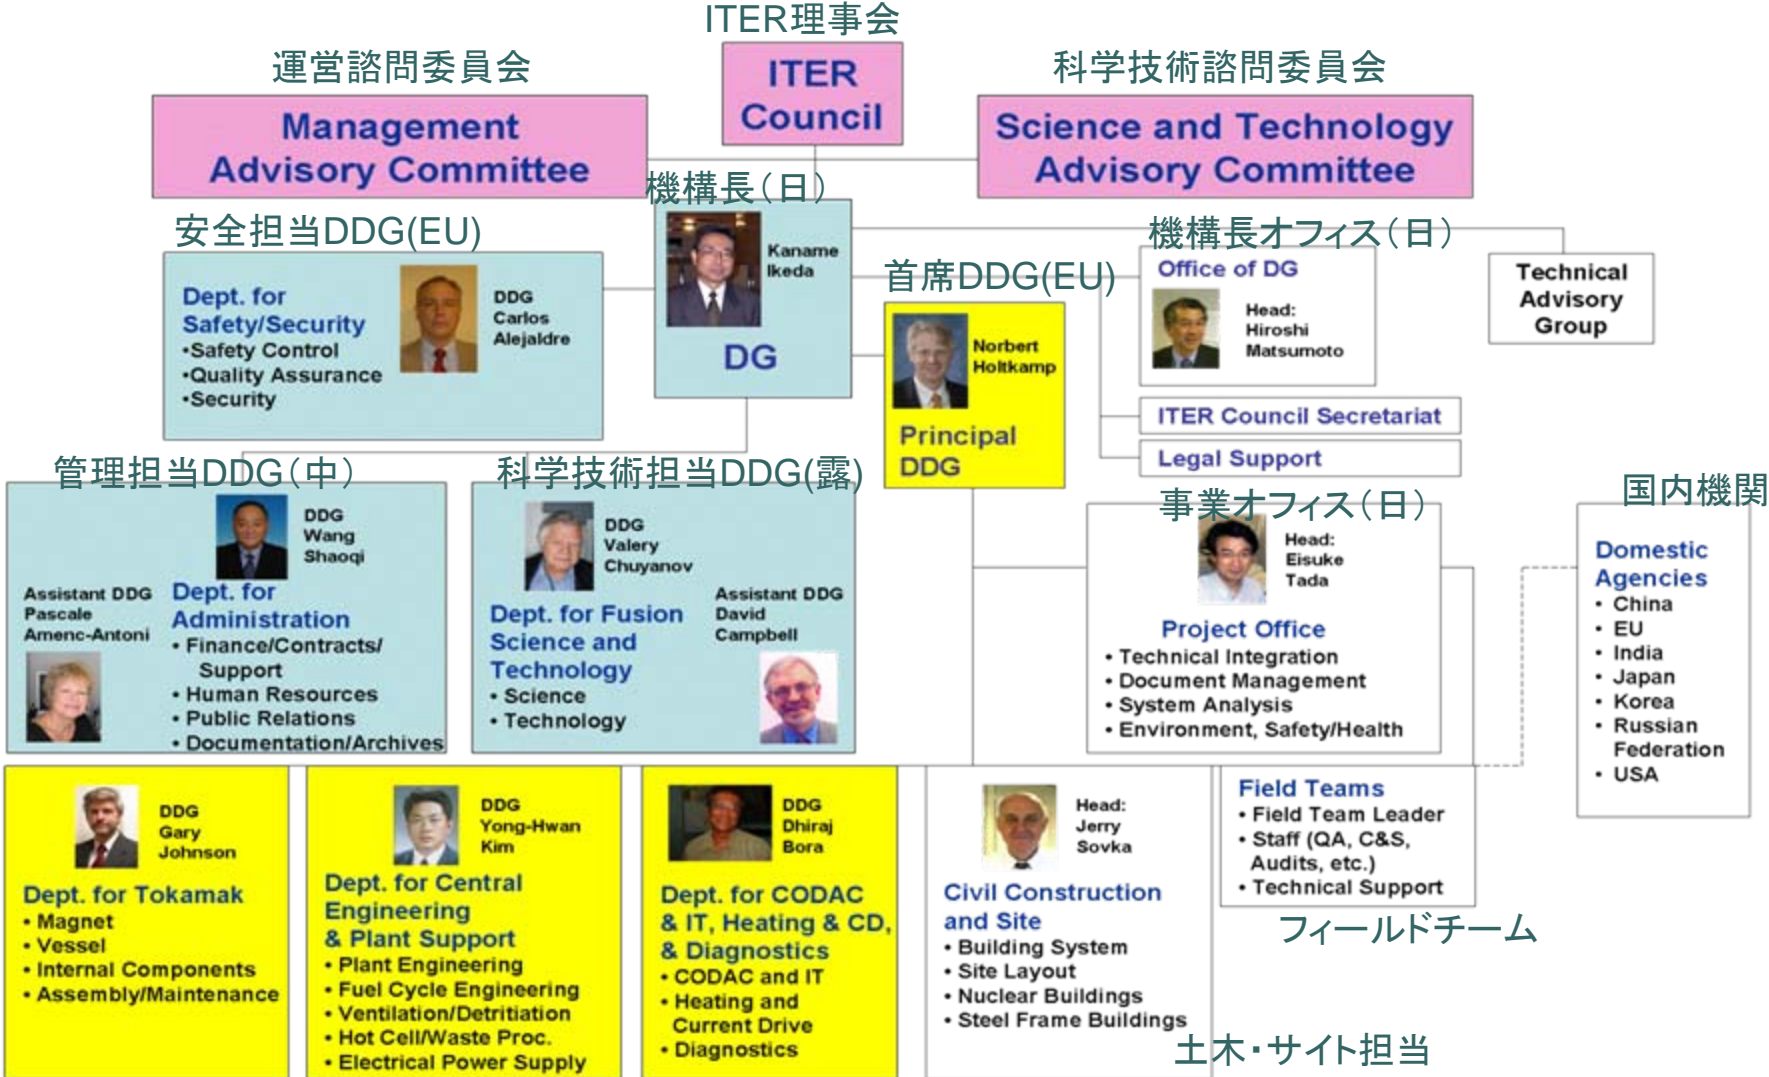 ITER理事会
運営諮問委員会
科学技術諮問委員会
ITER
Council
Management
Advisory Committee
Science and Technology
Advisory Committee
機構長（日）
Kaname
Ikeda
DG
安全担当DDG(EU)
Dept. for
Safety/Security
•Safety Control
•Quality Assurance
•Security
DDG
Carlos
Alejaldre
首席DDG(EU)
Norbert
Holtkamp
Principal
DDG
機構長オフィス（日）
Office of DG
Head:
Hiroshi
Matsumoto
ITER Council Secretariat
Legal Support
Technical
Advisory
Group
管理担当DDG（中）
DDG
Wang
Shaoqi
Assistant DDG
Pascale
Amenc-Antoni
Dept. for
Administration
• Finance/Contracts/
Support
• Human Resources
• Public Relations
• Documentation/Archives
科学技術担当DDG(露)
DDG
Valery
Chuyanov
Dept. for Fusion
Science and
Technology
• Science
• Technology
Assistant DDG
David
Campbell
事業オフィス（日）
Head:
Eisuke
Tada
Project Office
• Technical Integration
• Document Management
• System Analysis
• Environment, Safety/Health
国内機関
Domestic
Agencies
• China
• EU
• India
• Japan
• Korea
• Russian
Federation
• USA
DDG
Gary
Johnson
Dept. for Tokamak
• Magnet
• Vessel
• Internal Components
• Assembly/Maintenance
DDG
Yong-Hwan
Kim
Dept. for Central
Engineering
& Plant Support
• Plant Engineering
• Fuel Cycle Engineering
• Ventilation/Detritiation
• Hot Cell/Waste Proc.
• Electrical Power Supply
DDG
Dhiraj
Bora
Dept. for CODAC
& IT, Heating & CD,
& Diagnostics
• CODAC and IT
• Heating and
Current Drive
• Diagnostics
Head:
Jerry
Sovka
Civil Construction
and Site
• Building System
• Site Layout
• Nuclear Buildings
• Steel Frame Buildings
土木・サイト担当
Field Teams
• Field Team Leader
• Staff (QA, C&S,
Audits, etc.)
• Technical Support
フィールドチーム